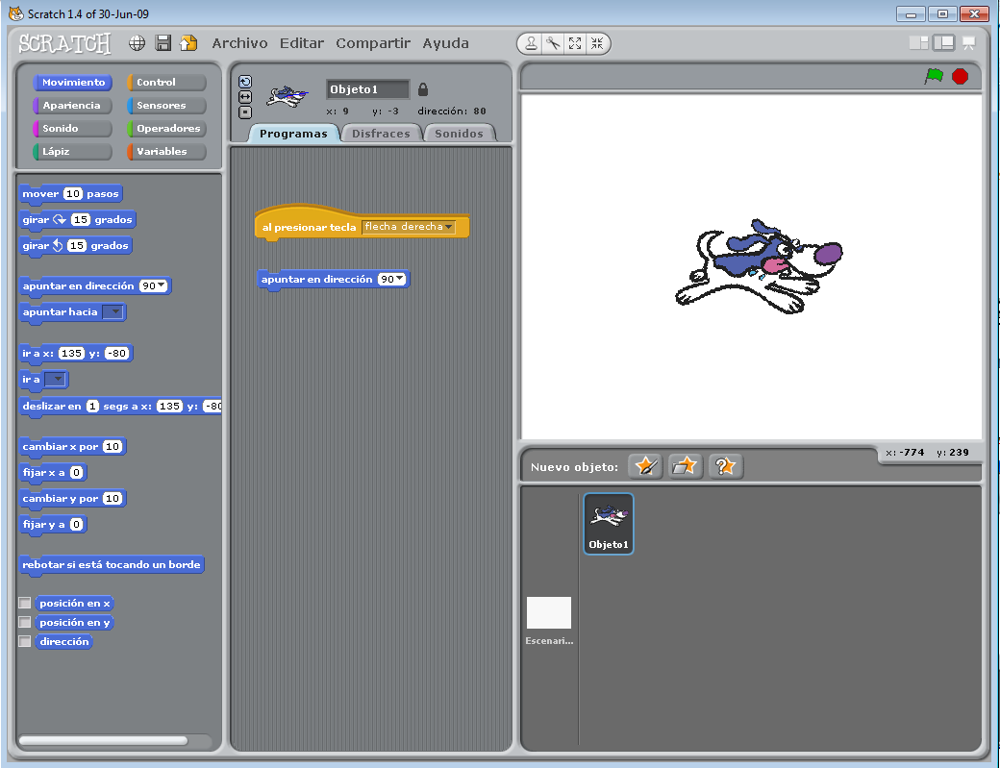 Scratch 1.4 of 30-Jun-09
SCRATCH Archivo Editar Compartir Ayuda
Movimiento Control
Apariencia Sensores
Sonido Operadores
Lápiz Variables
mover 10 pasos
girar 15 grados
girar 15 grados
apuntar en dirección 90
apuntar hacia
ir a x: 135 y: -80
ir a
deslizar en 1 segs a x: 135 y: -80
cambiar x por 10
fijar x a 0
cambiar y por 10
fijar y a 0
rebotar si está tocando un borde
posición en x
posición en y
dirección
Objeto1
x: 9 y: -3 dirección: 80
Programas Disfraces Sonidos
al presionar tecla flecha derecha
apuntar en dirección 90
x: -774 y: 239
Nuevo objeto:
Objeto1
Escenari...